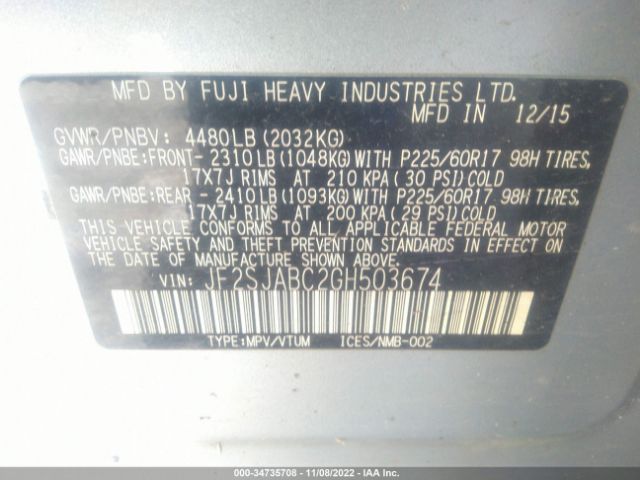 MFD BY FUJI HEAVY INDUSTRIES LTD.
MFD IN 12/15
GVWR/PNBV: 4480LB (2032KG)
GAWR/PNBE:FRONT- 2310LB(1048KG)WITH P225/60R17 98H TIRES,
17X7J RIMS AT 210 KPA ( 30 PSI)COLD
GAWR/PNBE:REAR - 2410LB(1093KG)WITH P225/60R17 98H TIRES,
17X7J RIMS AT 200 KPA (29 PSI)COLD
THIS VEHICLE CONFORMS TO ALL APPLICABLE FEDERAL MOTOR
VEHICLE SAFETY AND THEFT PREVENTION STANDARDS IN EFFECT ON
THE DATE OF MANUFACTURE SHOWN ABOVE.
VIN: JF2SJABC2GH503674
TYPE:MPV/VTUM ICES/NMB-002
000-34735708 - 11/08/2022 - IAA Inc.